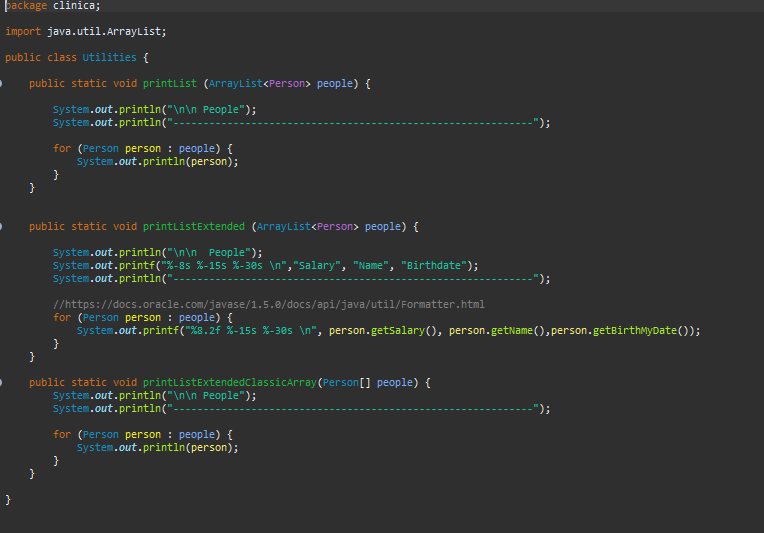 package clinica;
import java.util.ArrayList;
public class Utilities {
public static void printList (ArrayList<Person> people) {
System.out.println("\n\n People");
System.out.println("------------------------------------------------------------");
for (Person person : people) {
System.out.println(person);
}
}
public static void printListExtended (ArrayList<Person> people) {
System.out.println("\n\n  People");
System.out.printf("%-8s %-15s %-30s \n","Salary", "Name", "Birthdate");
System.out.println("------------------------------------------------------------");
//https://docs.oracle.com/javase/1.5.0/docs/api/java/util/Formatter.html
for (Person person : people) {
System.out.printf("%8.2f %-15s %-30s \n", person.getSalary(), person.getName(),person.getBirthMyDate());
}
}
public static void printListExtendedClassicArray(Person[] people) {
System.out.println("\n\n People");
System.out.println("------------------------------------------------------------");
for (Person person : people) {
System.out.println(person);
}
}
}